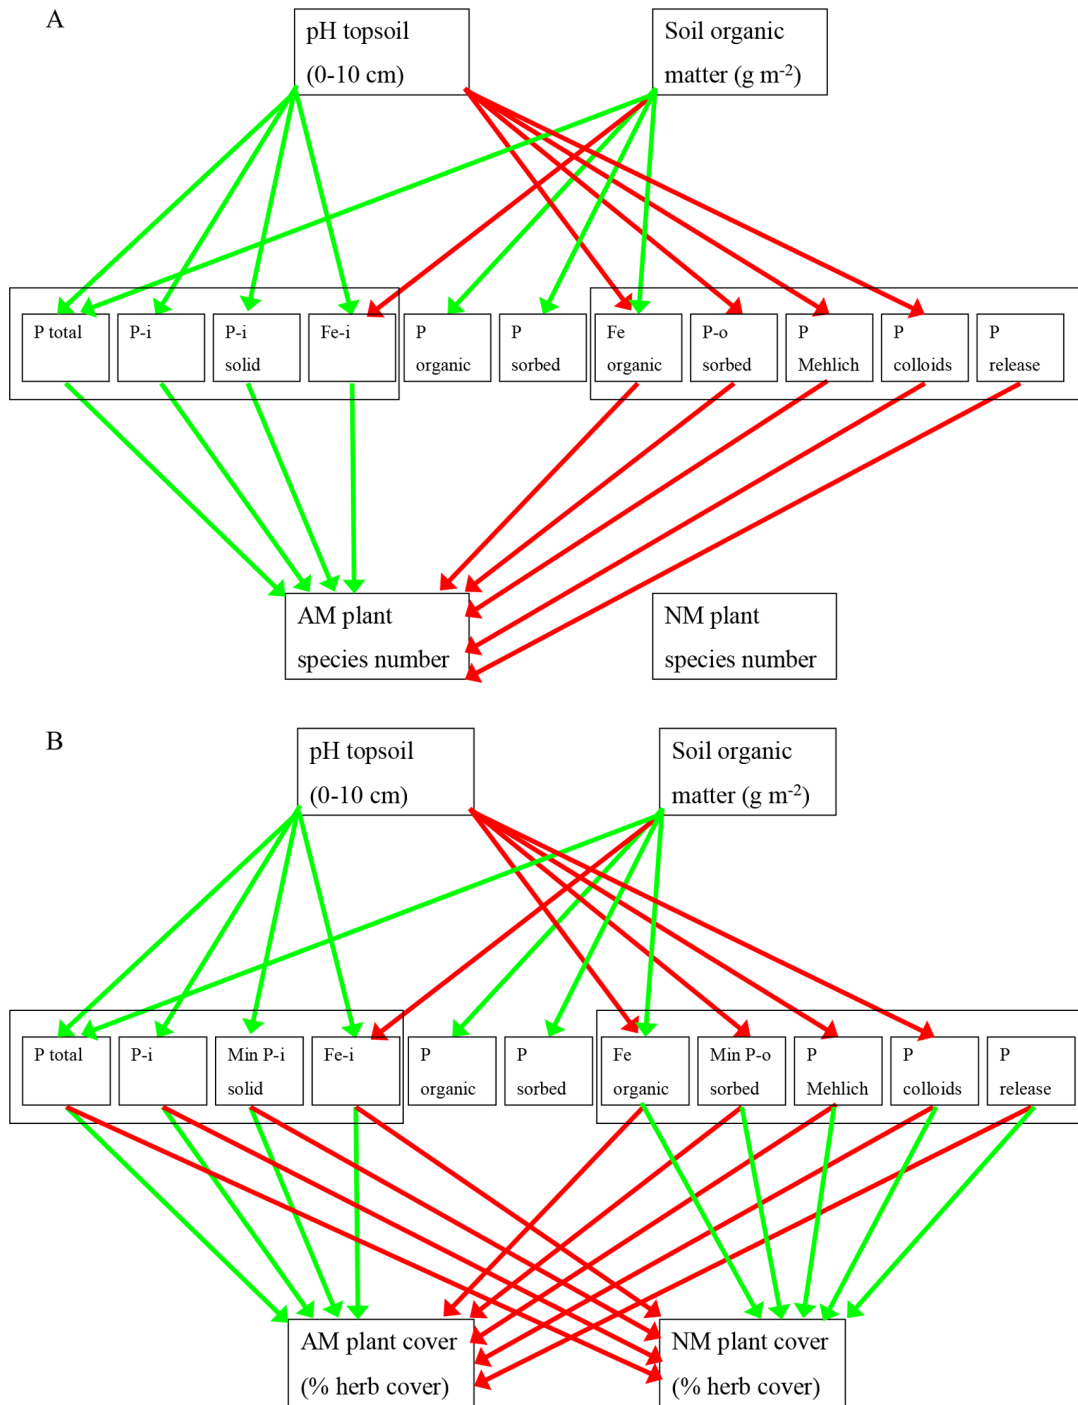 A
pH topsoil
(0-10 cm)
Soil organic
matter (g m-2)
P total
P-i
P-i
solid
Fe-i
P
organic
P
sorbed
Fe
organic
P-o
sorbed
P
Mehlich
P
colloids
P
release
AM plant
species number
NM plant
species number
B
pH topsoil
(0-10 cm)
Soil organic
matter (g m-2)
P total
P-i
Min P-i
solid
Fe-i
P
organic
P
sorbed
Fe
organic
Min P-o
sorbed
P
Mehlich
P
colloids
P
release
AM plant cover
(% herb cover)
NM plant cover
(% herb cover)